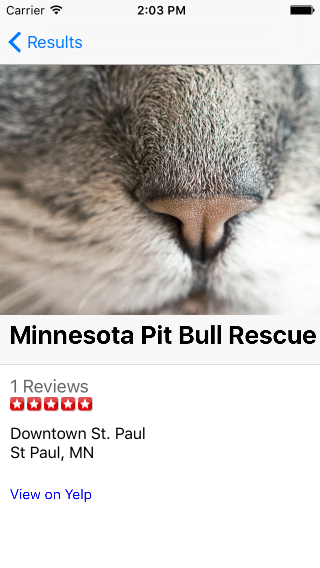 Carrier 2:03 PM
Results
Minnesota Pit Bull Rescue
1 Reviews
Downtown St. Paul
St Paul, MN
View on Yelp